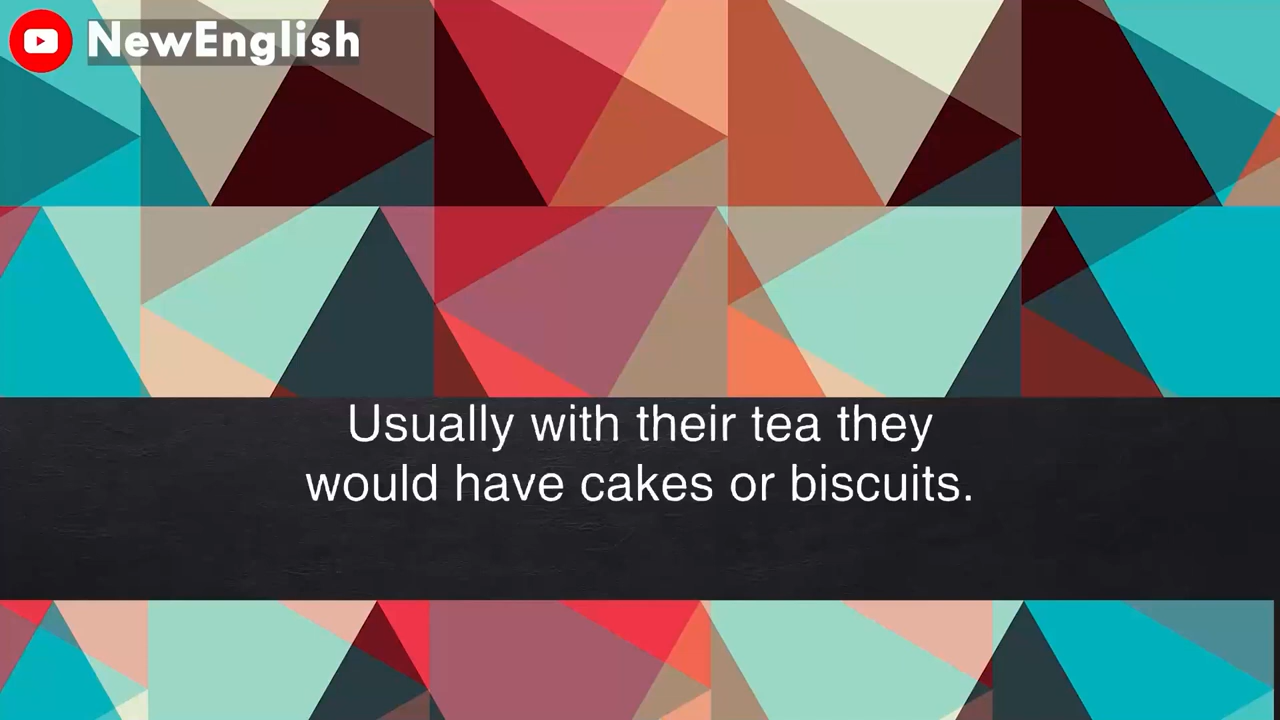 NewEnglish
Usually with their tea they
would have cakes or biscuits.